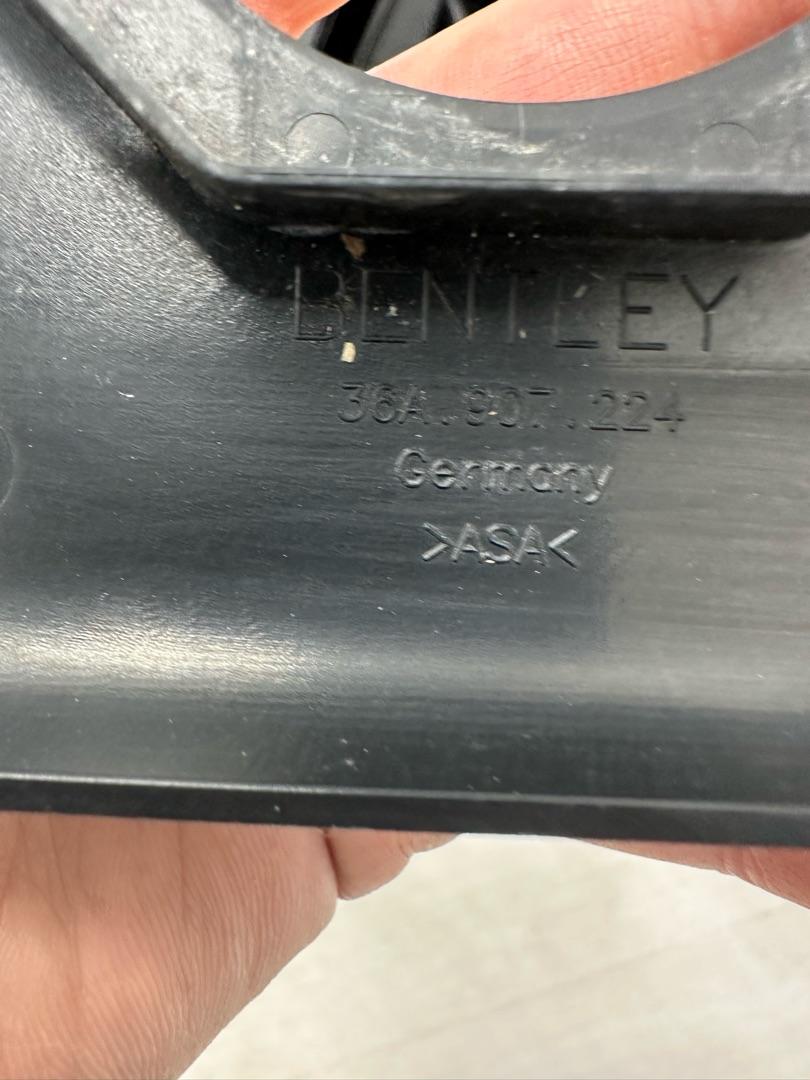 BENTLEY
36A.907.224
Germany
>ASA<